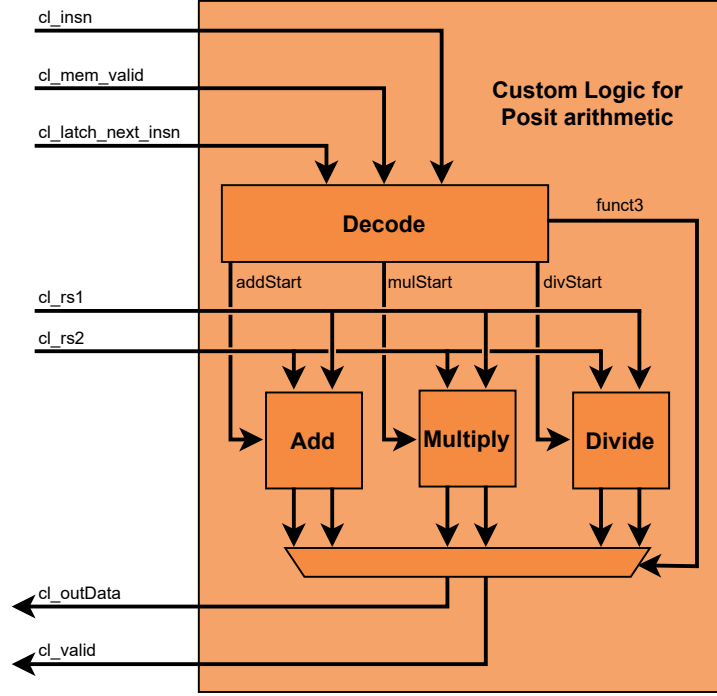 cl_insn
cl_mem_valid
cl_latch_next_insn
Custom Logic for
Posit arithmetic
Decode
funct3
addStart
mulStart
divStart
cl_rs1
cl_rs2
Add
Multiply
Divide
cl_outData
cl_valid